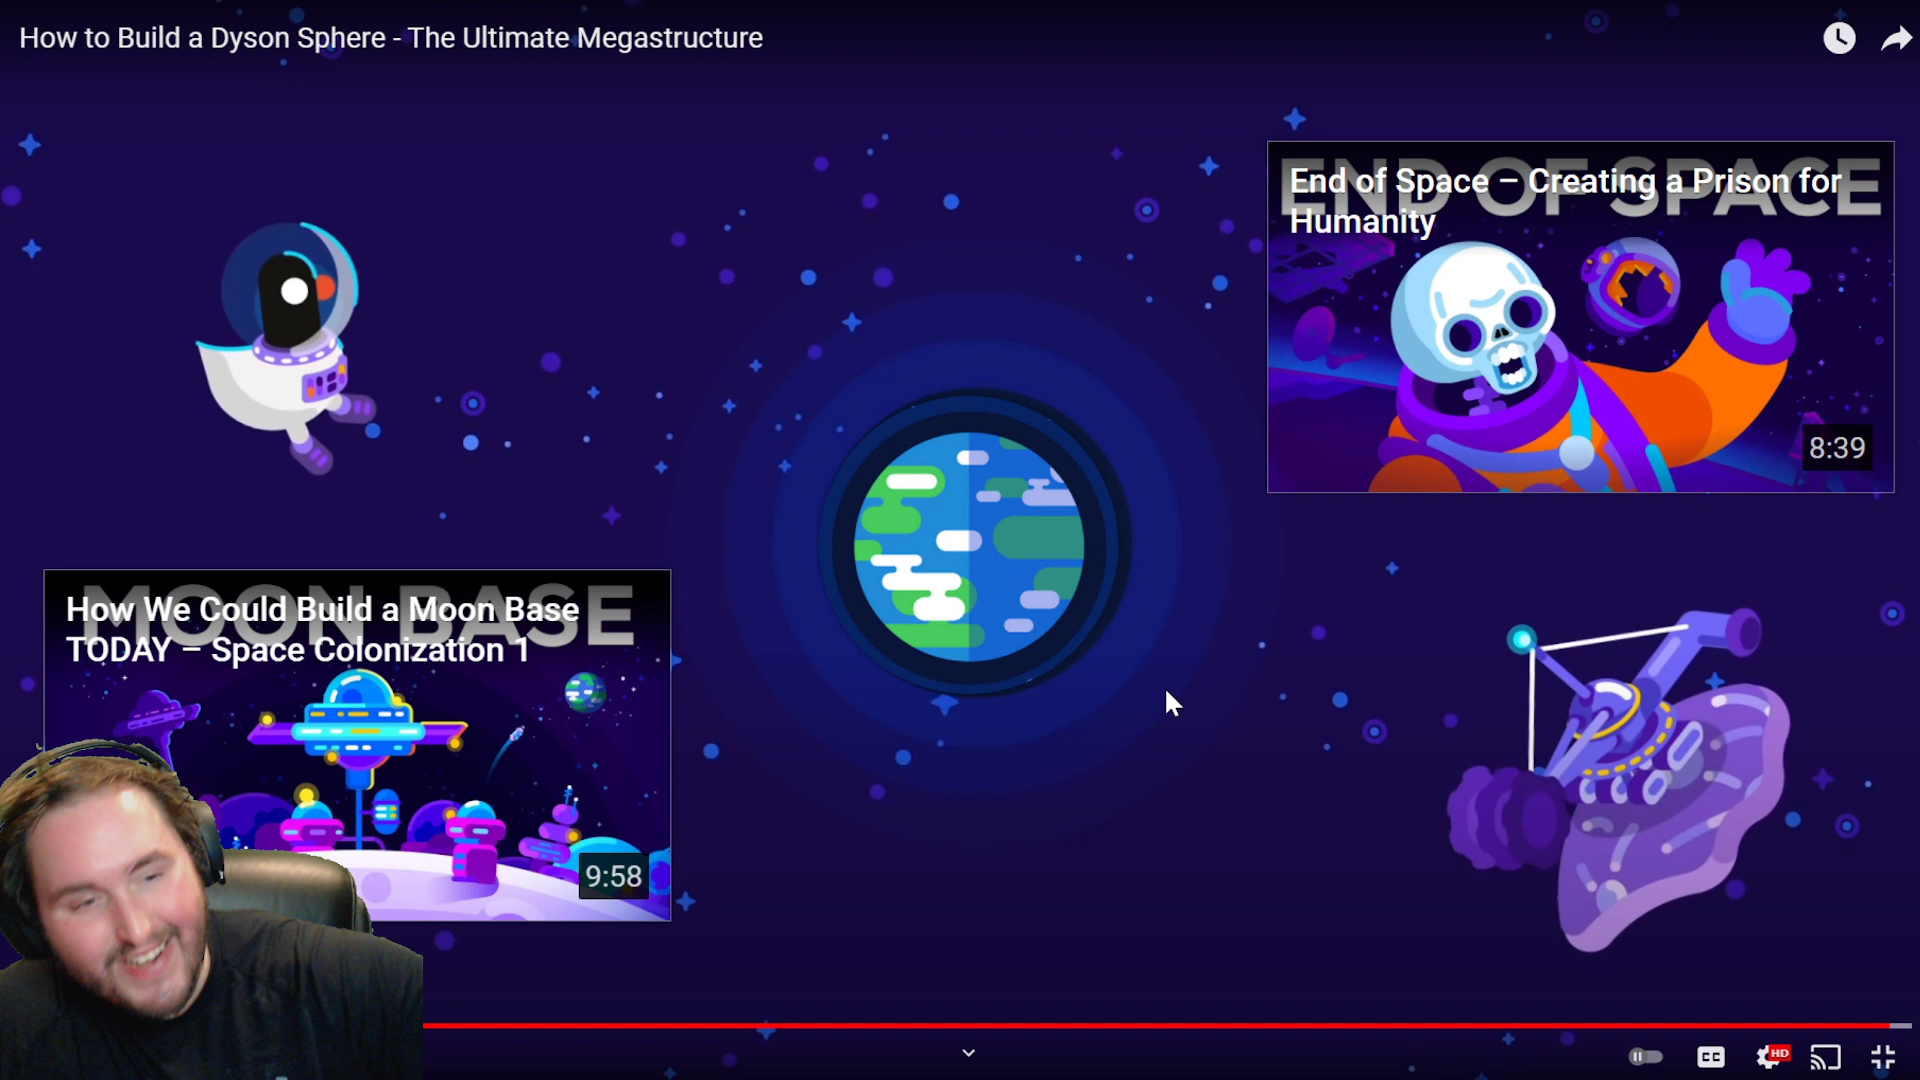 How to Build a Dyson Sphere - The Ultimate Megastructure
END OF SPACE
End of Space – Creating a Prison for
Humanity
8:39
MOON BASE
How We Could Build a Moon Base
TODAY – Space Colonization 1
9:58
CC
HD